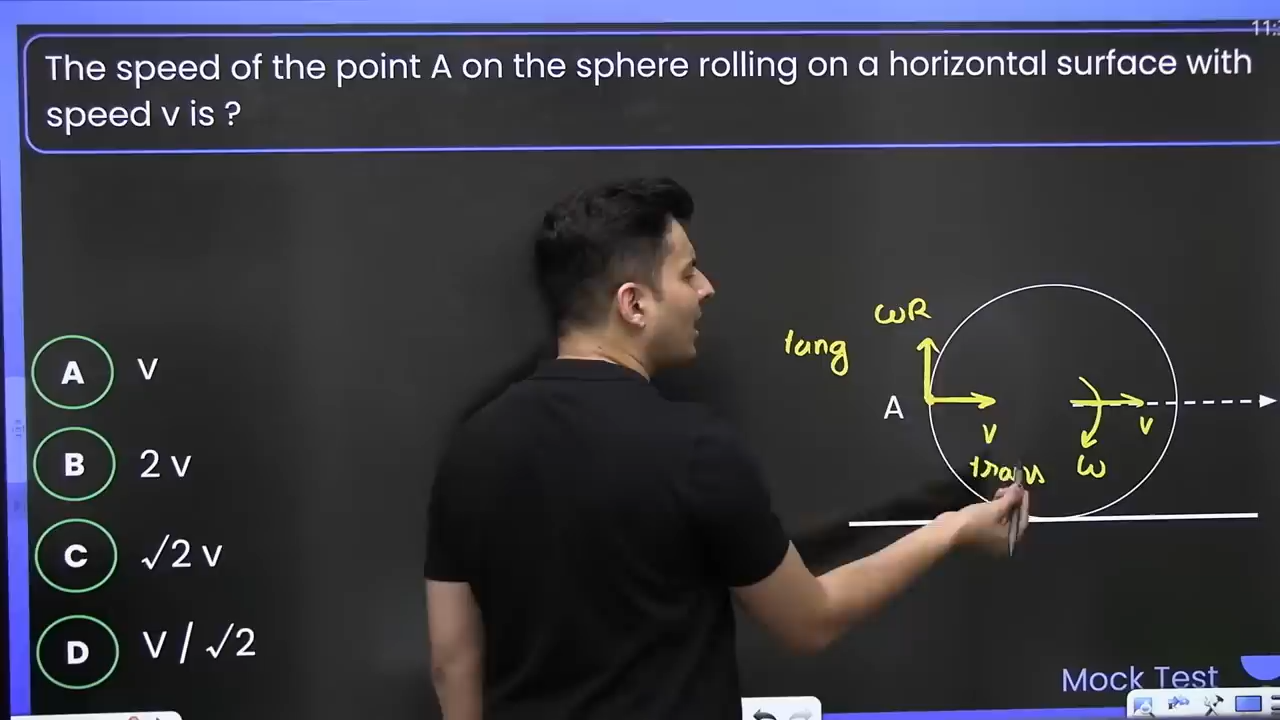 11:
The speed of the point A on the sphere rolling on a horizontal surface with
speed v is ?
A v
B 2 v
C √2 v
D V / √2
ωR
tang
A
v
trans
v
ω
Mock Test